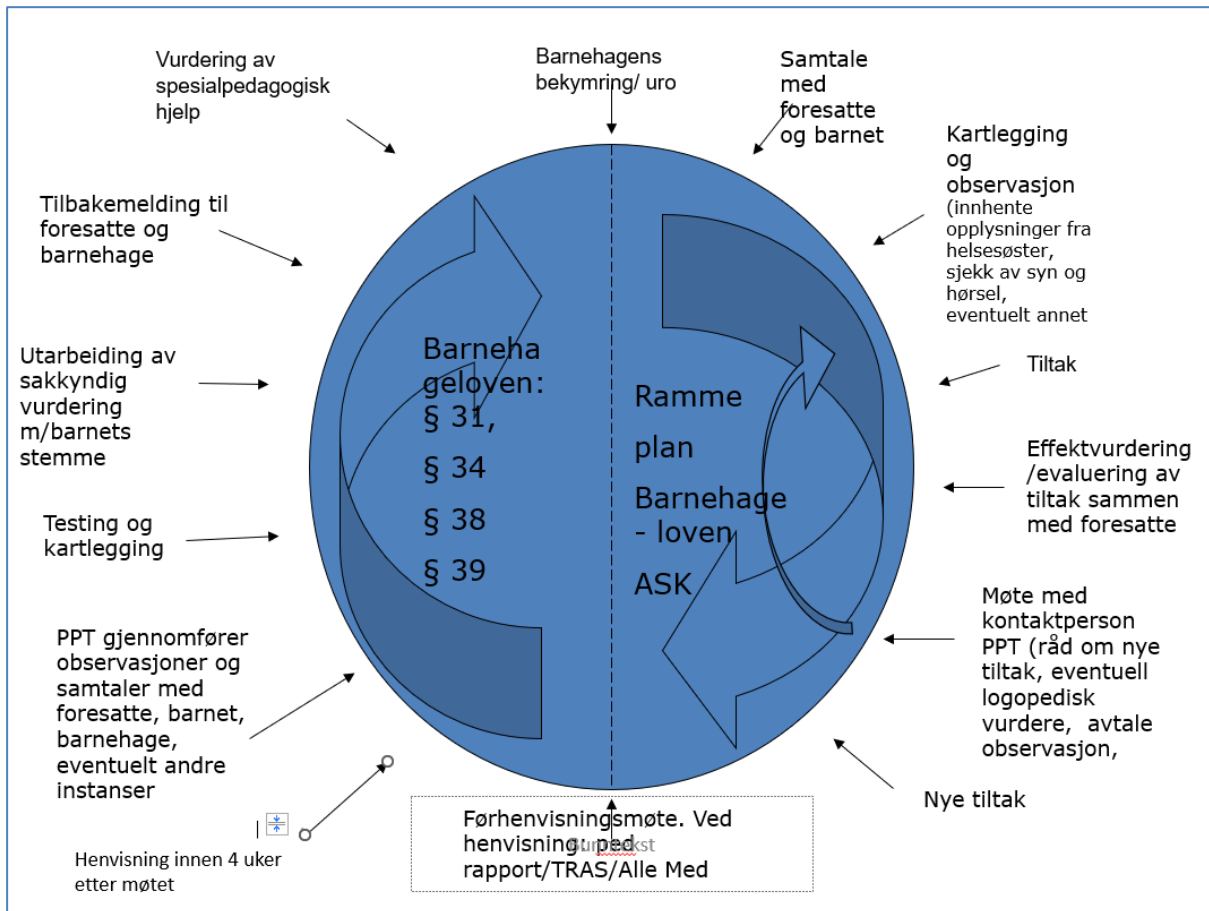 Barnehagens
bekymring/ uro
Samtale
med
foresatte
og barnet
Kartlegging
og
observasjon
(innhente
opplysninger fra
helsesøster,
sjekk av syn og
hørsel,
eventuelt annet
Tiltak
Effektvurdering
/evaluering av
tiltak sammen
med foresatte
Møte med
kontaktperson
PPT (råd om nye
tiltak, eventuell
logopedisk
vurdere,  avtale
observasjon,
Nye tiltak
Førhenvisningsmøte. Ved
henvisning: ped
rapport/TRAS/Alle Med
Bunntekst
Henvisning innen 4 uker
etter møtet
PPT gjennomfører
observasjoner og
samtaler med
foresatte, barnet,
barnehage,
eventuelt andre
instanser
Testing og
kartlegging
Utarbeiding av
sakkyndig
vurdering
m/barnets
stemme
Tilbakemelding til
foresatte og
barnehage
Vurdering av
spesialpedagogisk
hjelp
Barneha
geloven:
§ 31,
§ 34
§ 38
§ 39
Ramme
plan
Barnehage
- loven
ASK